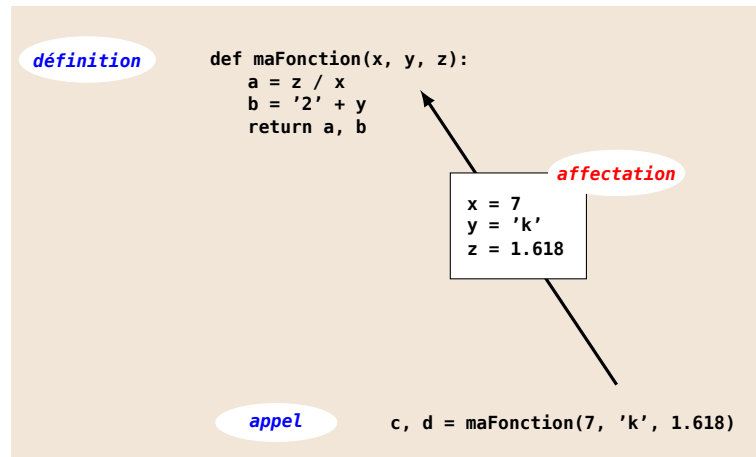 définition
def maFonction(x, y, z):
a = z / x
b = ’2’ + y
return a, b
affectation
x = 7
y = ’k’
z = 1.618
appel
c, d = maFonction(7, ’k’, 1.618)